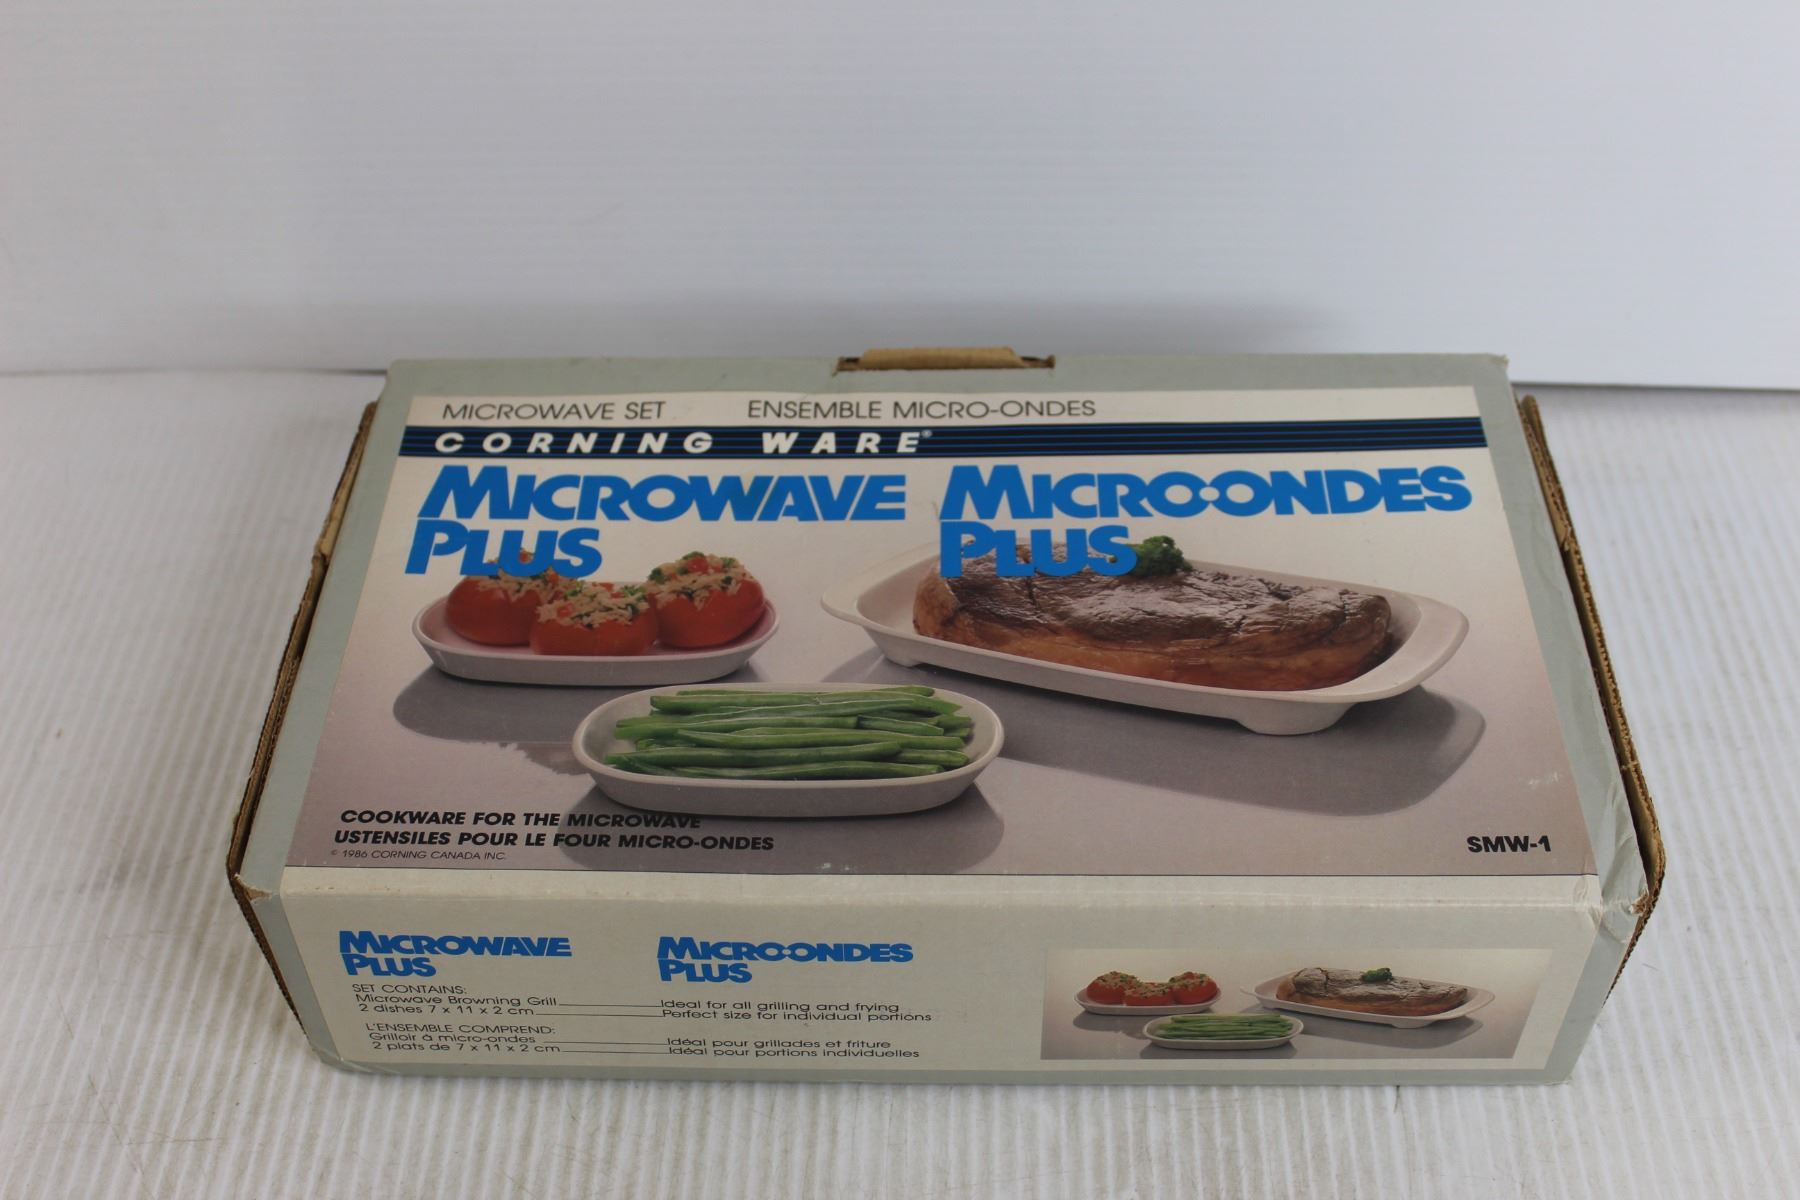 MICROWAVE SET ENSEMBLE MICRO-ONDES
CORNING WARE®
MICROWAVE PLUS
MICRO·ONDES PLUS
COOKWARE FOR THE MICROWAVE
USTENSILES POUR LE FOUR MICRO-ONDES
© 1986 CORNING CANADA INC.
SMW-1
MICROWAVE PLUS
MICRO·ONDES PLUS
SET CONTAINS:
Microwave Browning Grill Ideal for all grilling and frying
2 dishes 7 x 11 x 2 cm Perfect size for individual portions
L'ENSEMBLE COMPREND:
Grilloir à micro-ondes Idéal pour grillades et friture
2 plats de 7 x 11 x 2 cm Idéal pour portions individuelles